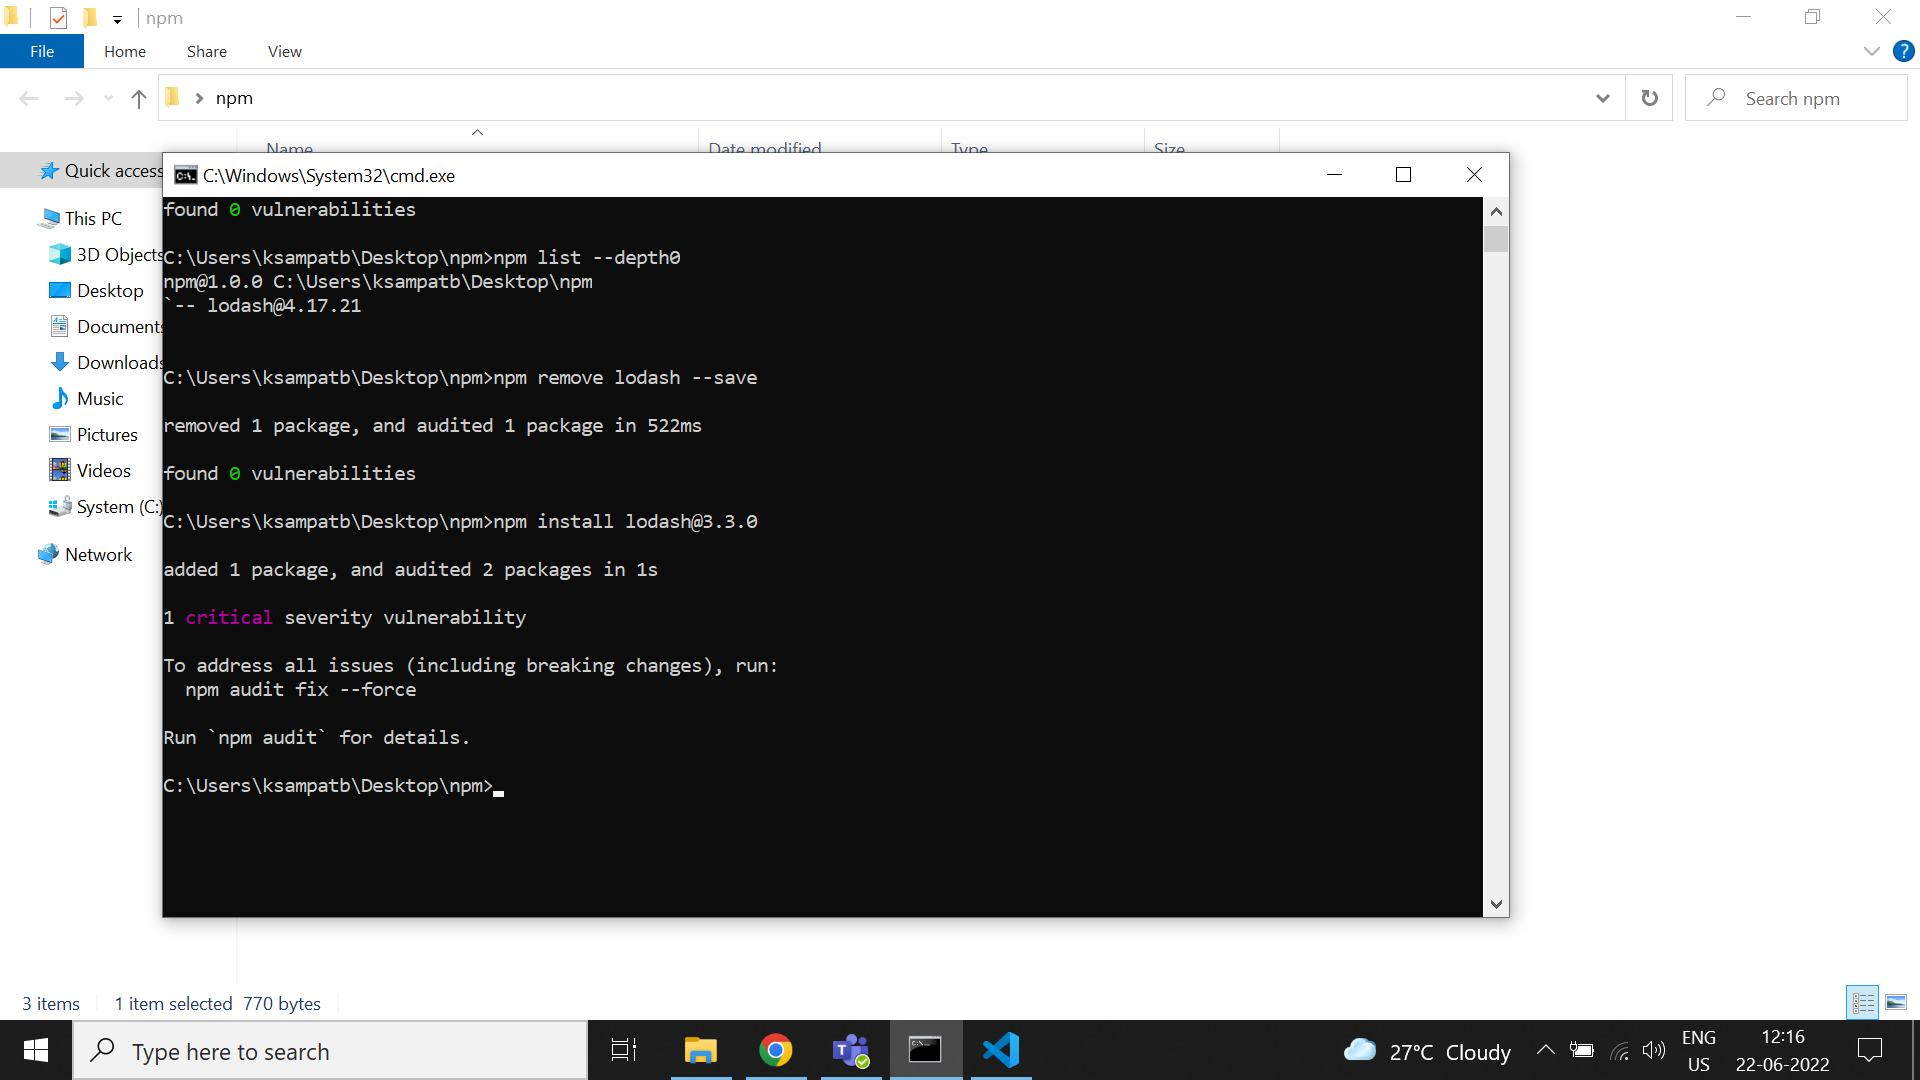 npm
File Home Share View
npm
Search npm
Name Date modified Type Size
Quick access
This PC
3D Objects
Desktop
Documents
Downloads
Music
Pictures
Videos
System (C:)
Network
C:\Windows\System32\cmd.exe
found 0 vulnerabilities
C:\Users\ksampatb\Desktop\npm>npm list --depth0
npm@1.0.0 C:\Users\ksampatb\Desktop\npm
`-- lodash@4.17.21
C:\Users\ksampatb\Desktop\npm>npm remove lodash --save
removed 1 package, and audited 1 package in 522ms
found 0 vulnerabilities
C:\Users\ksampatb\Desktop\npm>npm install lodash@3.3.0
added 1 package, and audited 2 packages in 1s
1 critical severity vulnerability
To address all issues (including breaking changes), run:
  npm audit fix --force
Run `npm audit` for details.
C:\Users\ksampatb\Desktop\npm>
3 items 1 item selected 770 bytes
Type here to search
27°C Cloudy
ENG
US
12:16
22-06-2022